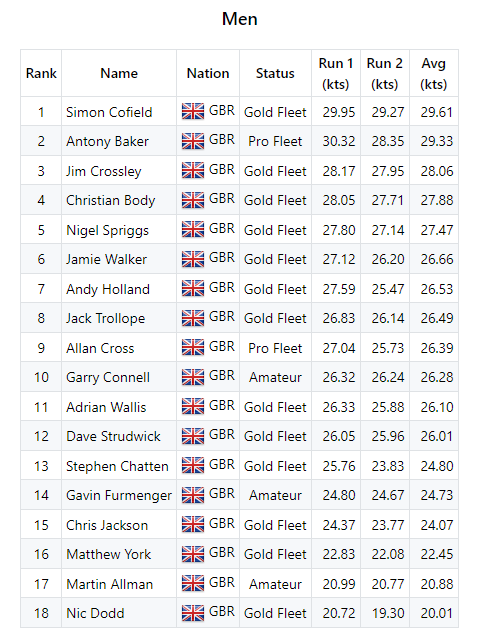 Men
Rank Name Nation Status Run 1 (kts) Run 2 (kts) Avg (kts)
1 Simon Cofield GBR Gold Fleet 29.95 29.27 29.61
2 Antony Baker GBR Pro Fleet 30.32 28.35 29.33
3 Jim Crossley GBR Gold Fleet 28.17 27.95 28.06
4 Christian Body GBR Gold Fleet 28.05 27.71 27.88
5 Nigel Spriggs GBR Gold Fleet 27.80 27.14 27.47
6 Jamie Walker GBR Gold Fleet 27.12 26.20 26.66
7 Andy Holland GBR Gold Fleet 27.59 25.47 26.53
8 Jack Trollope GBR Gold Fleet 26.83 26.14 26.49
9 Allan Cross GBR Pro Fleet 27.04 25.73 26.39
10 Garry Connell GBR Amateur 26.32 26.24 26.28
11 Adrian Wallis GBR Gold Fleet 26.33 25.88 26.10
12 Dave Strudwick GBR Gold Fleet 26.05 25.96 26.01
13 Stephen Chatten GBR Gold Fleet 25.76 23.83 24.80
14 Gavin Furmenger GBR Amateur 24.80 24.67 24.73
15 Chris Jackson GBR Gold Fleet 24.37 23.77 24.07
16 Matthew York GBR Gold Fleet 22.83 22.08 22.45
17 Martin Allman GBR Amateur 20.99 20.77 20.88
18 Nic Dodd GBR Gold Fleet 20.72 19.30 20.01